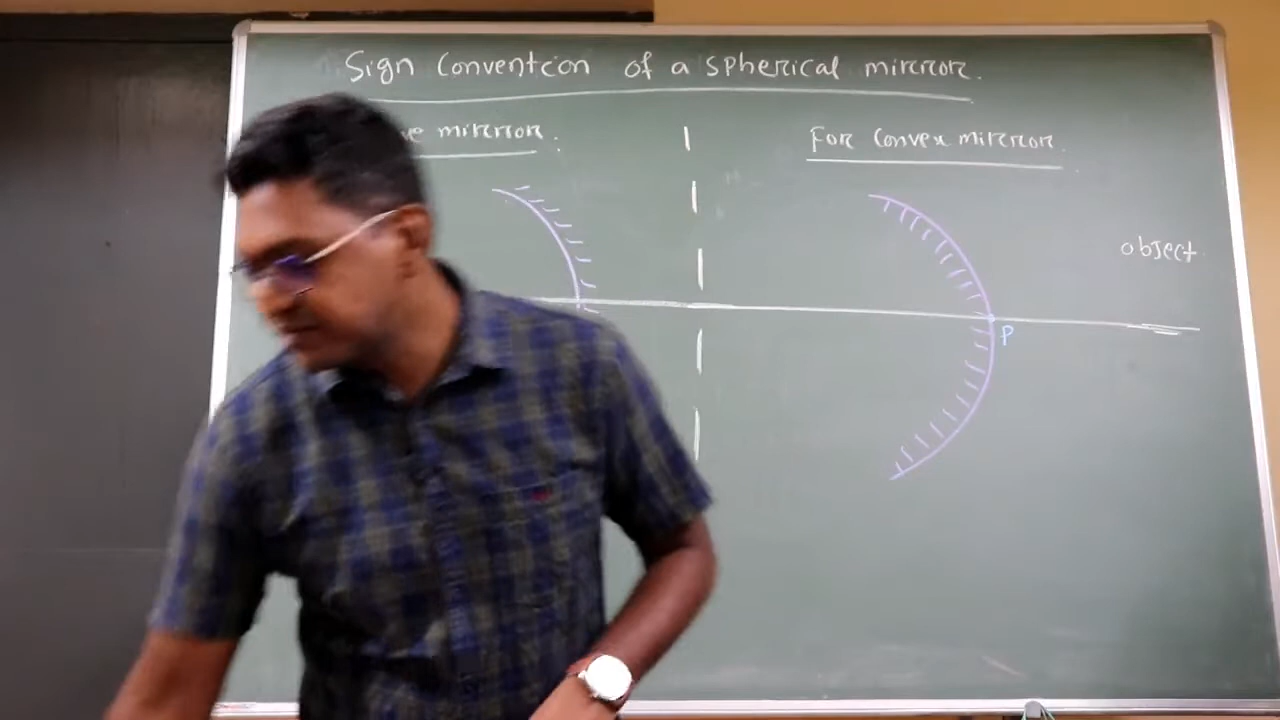 Sign Convention of a Spherical mirror.
mirror.
For Convex mirror.
object
P